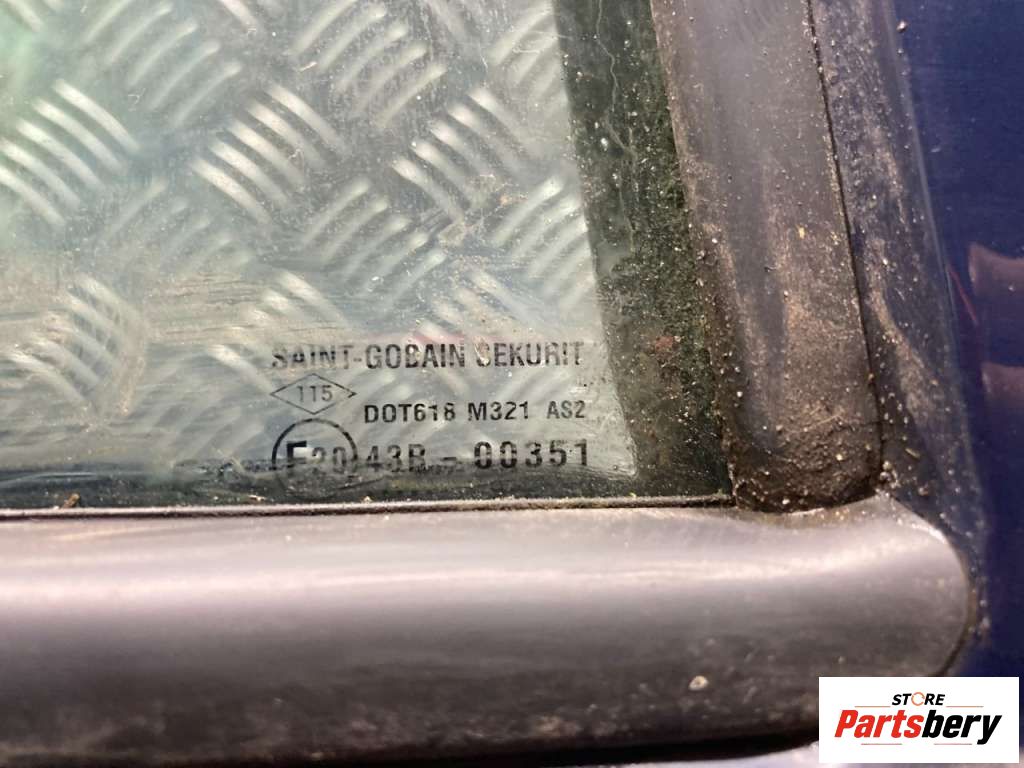 SAINT-GOBAIN SEKURIT
115
DOT618 M321 AS2
E20 43R - 00351
STORE
Partsbery